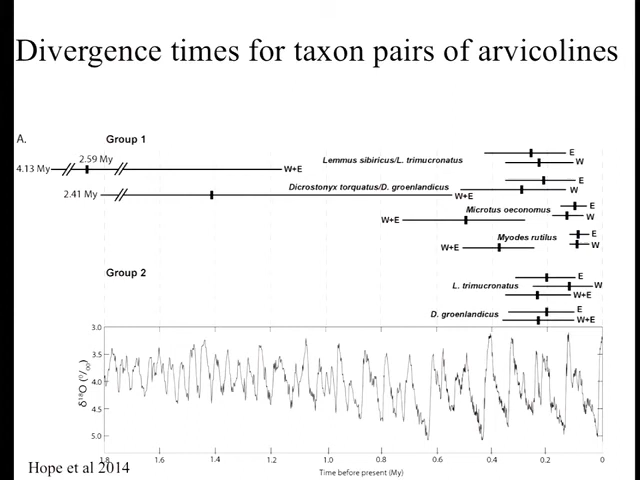 Divergence times for taxon pairs of arvicolines
A.
Group 1
4.13 My
2.59 My
W+E
Lemmus sibiricus/L. trimucronatus
E
W
2.41 My
Dicrostonyx torquatus/D. groenlandicus
W+E
E
W
W+E
Microtus oeconomus
E
W
W+E
Myodes rutilus
E
W
Group 2
L. trimucronatus
E
W
W+E
D. groenlandicus
E
W+E
δ18O (0/00)
3.0
3.5
4.0
4.5
5.0
1.8 1.6 1.4 1.2 1.0 0.8 0.6 0.4 0.2 0
Time before present (My)
Hope et al 2014